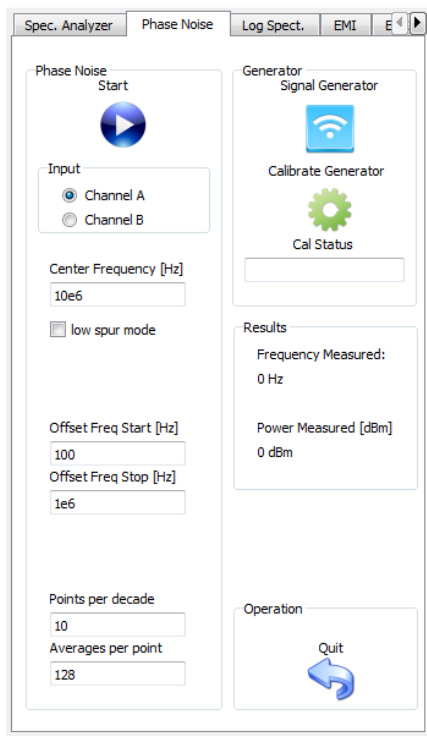 Spec. Analyzer
Phase Noise
Log Spect.
EMI
Phase Noise
Start
Input
Channel A
Channel B
Center Frequency [Hz]
10e6
low spur mode
Offset Freq Start [Hz]
100
Offset Freq Stop [Hz]
1e6
Points per decade
10
Averages per point
128
Generator
Signal Generator
Calibrate Generator
Cal Status
Results
Frequency Measured:
0 Hz
Power Measured [dBm]
0 dBm
Operation
Quit